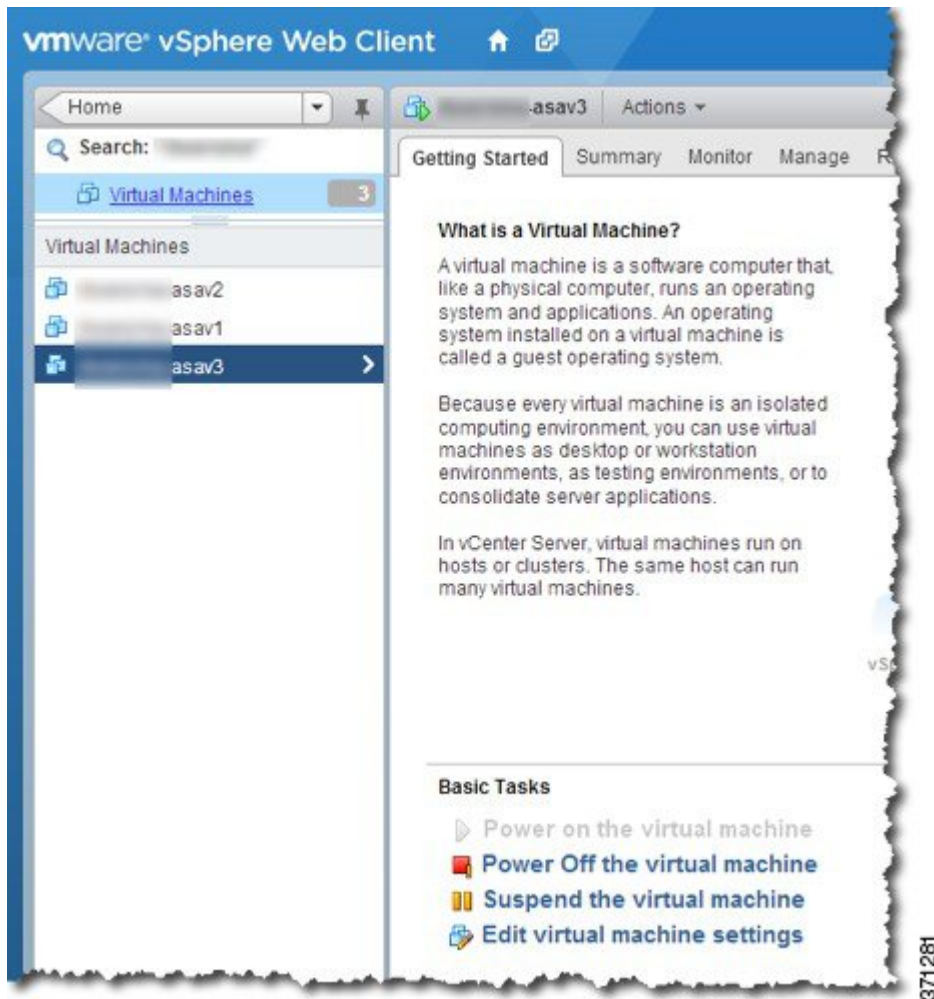 vmware® vSphere Web Client
Home
Search:
Virtual Machines 3
Virtual Machines
asav2
asav1
asav3
asav3 Actions
Getting Started Summary Monitor Manage
What is a Virtual Machine?
A virtual machine is a software computer that,
like a physical computer, runs an operating
system and applications. An operating
system installed on a virtual machine is
called a guest operating system.
Because every virtual machine is an isolated
computing environment, you can use virtual
machines as desktop or workstation
environments, as testing environments, or to
consolidate server applications.
In vCenter Server, virtual machines run on
hosts or clusters. The same host can run
many virtual machines.
Basic Tasks
Power on the virtual machine
Power Off the virtual machine
Suspend the virtual machine
Edit virtual machine settings
371281